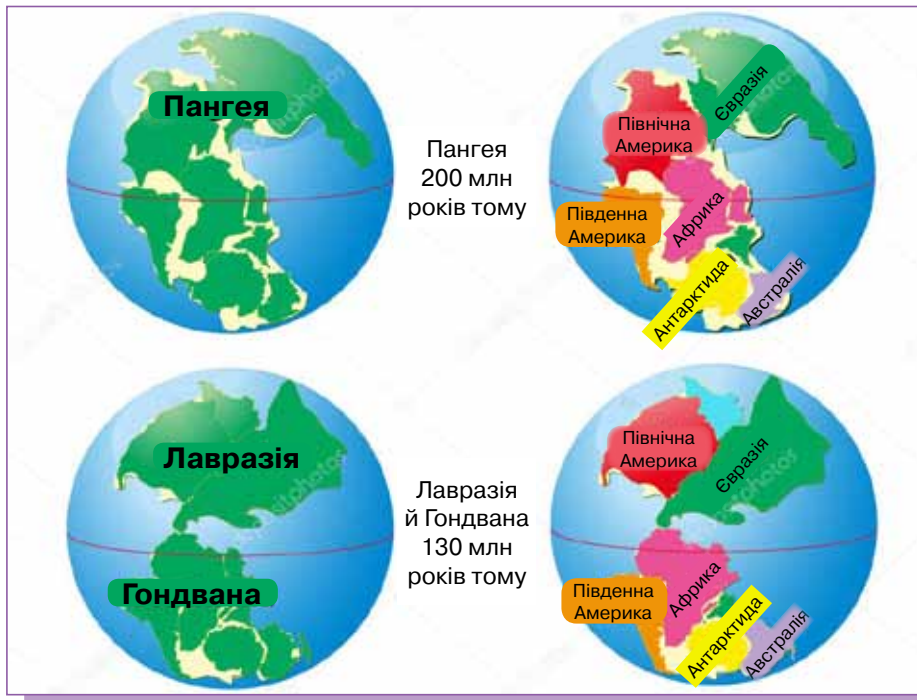 Пангея
Пангея
200 млн
років тому
Північна
Америка
Євразія
Південна
Америка
Африка
Антарктида
Австралія
Лавразія
Гондвана
Лавразія
й Гондвана
130 млн
років тому
Північна
Америка
Євразія
Південна
Америка
Африка
Антарктида
Австралія